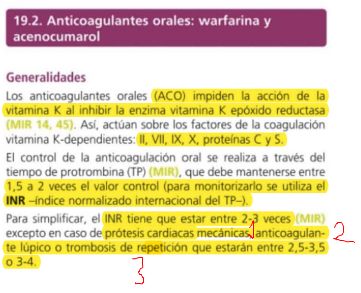 19.2. Anticoagulantes orales: warfarina y
acenocumarol
Generalidades
Los anticoagulantes orales (ACO) impiden la acción de la
vitamina K al inhibir la enzima vitamina K epóxido reductasa
(MIR 14, 45). Así, actúan sobre los factores de la coagulación
vitamina K-dependientes: II, VII, IX, X, proteínas C y S.
El control de la anticoagulación oral se realiza a través del
tiempo de protrombina (TP) (MIR), que debe mantenerse entre
1,5 a 2 veces el valor control (para monitorizarlo se utiliza el
INR –índice normalizado internacional del TP–).
Para simplificar, el INR tiene que estar entre 2-3 veces (MIR)
excepto en caso de prótesis cardiacas mecánicas, anticoagulan-
te lúpico o trombosis de repetición que estarán entre 2,5-3,5
o 3-4.
1
2
3